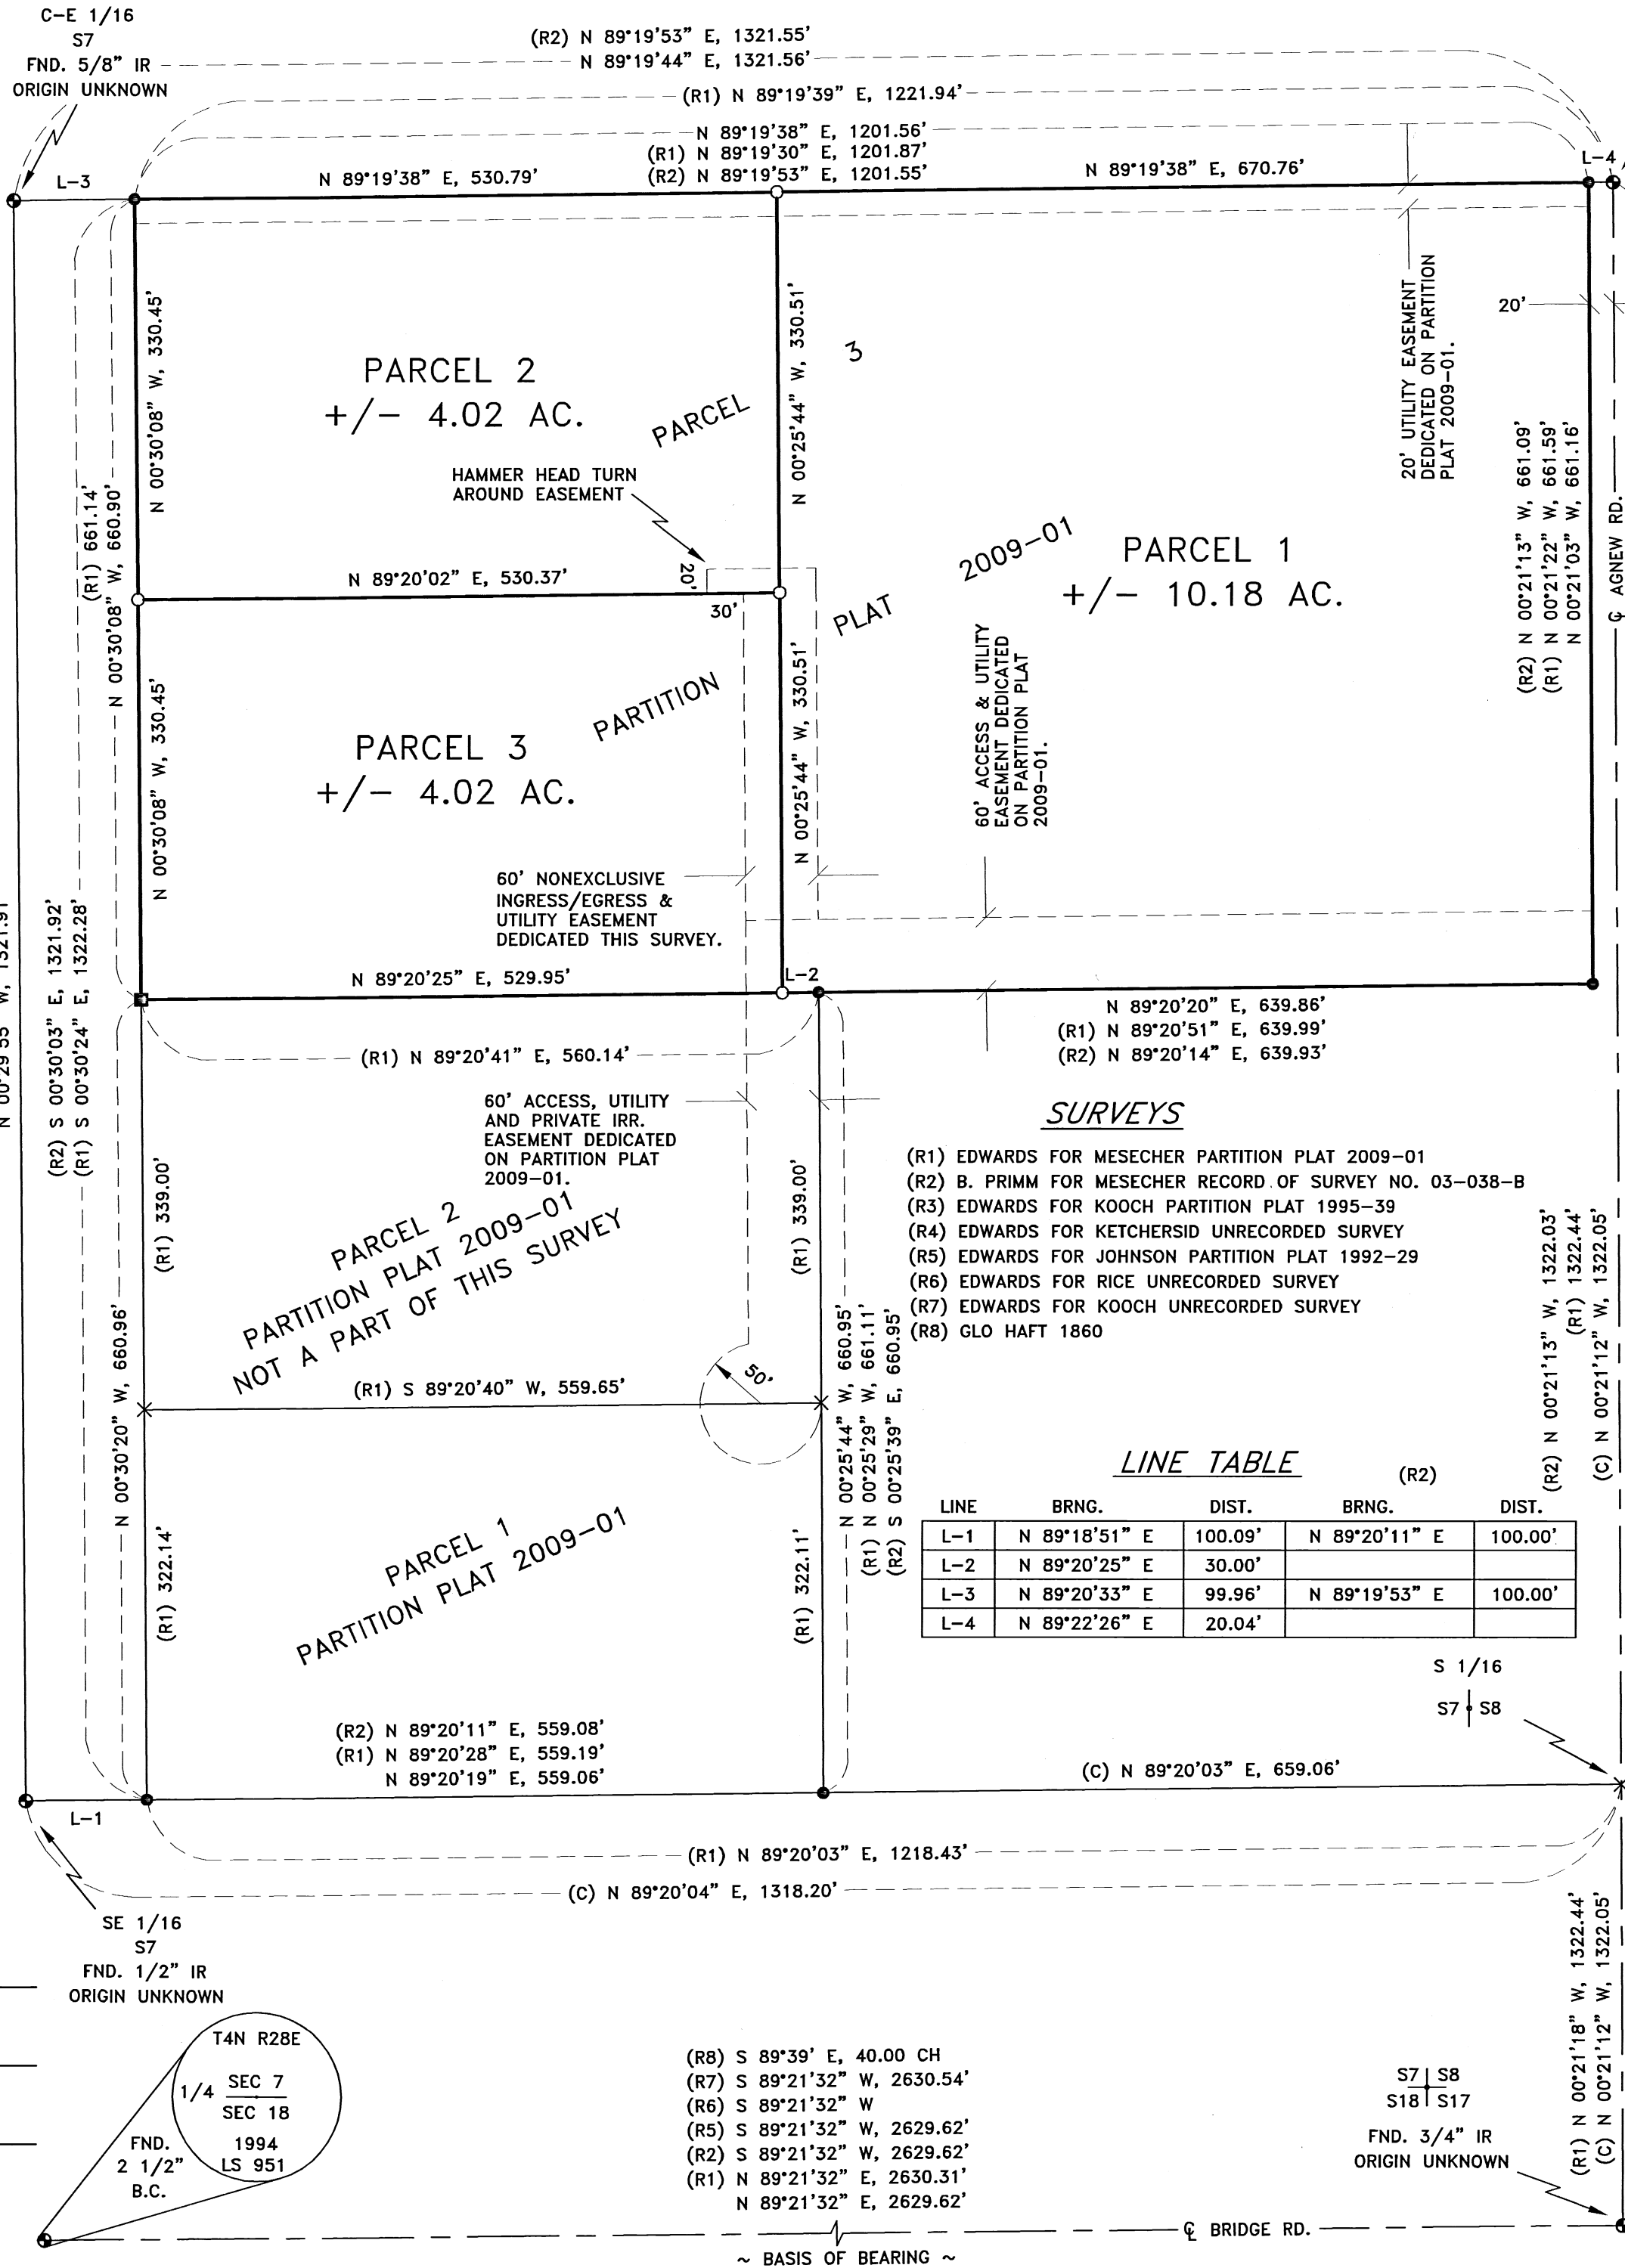 C-E 1/16
S7
FND. 5/8" IR
ORIGIN UNKNOWN
(R2) N 89°19'53" E, 1321.55'
N 89°19'44" E, 1321.56'
(R1) N 89°19'39" E, 1221.94'
N 89°19'38" E, 1201.56'
(R1) N 89°19'30" E, 1201.87'
(R2) N 89°19'53" E, 1201.55'
L-3
N 89°19'38" E, 530.79'
N 89°19'38" E, 670.76'
L-4
N 00°30'08" W, 330.45'
N 00°25'44" W, 330.51'
PARCEL 2
+/- 4.02 AC.
PARCEL
3
20' UTILITY EASEMENT
DEDICATED ON PARTITION
PLAT 2009-01.
20'
(R1) 661.14'
N 00°30'08" W, 660.90'
HAMMER HEAD TURN
AROUND EASEMENT
2009-01
PARCEL 1
+/- 10.18 AC.
(R2) N 00°21'13" W, 661.09'
(R1) N 00°21'22" W, 661.59'
N 00°21'03" W, 661.16'
℄ AGNEW RD.
N 89°20'02" E, 530.37'
20'
30'
PLAT
60' ACCESS & UTILITY
EASEMENT DEDICATED
ON PARTITION PLAT
2009-01.
N 00°30'08" W, 330.45'
N 00°25'44" W, 330.51'
PARTITION
PARCEL 3
+/- 4.02 AC.
60' NONEXCLUSIVE
INGRESS/EGRESS &
UTILITY EASEMENT
DEDICATED THIS SURVEY.
N 00°29'55" W, 1321.91'
(R2) S 00°30'03" E, 1321.92'
(R1) S 00°30'24" E, 1322.28'
N 89°20'25" E, 529.95'
L-2
N 89°20'20" E, 639.86'
(R1) N 89°20'51" E, 639.99'
(R2) N 89°20'14" E, 639.93'
(R1) N 89°20'41" E, 560.14'
60' ACCESS, UTILITY
AND PRIVATE IRR.
EASEMENT DEDICATED
ON PARTITION PLAT
2009-01.
SURVEYS
(R1) EDWARDS FOR MESECHER PARTITION PLAT 2009-01
(R2) B. PRIMM FOR MESECHER RECORD OF SURVEY NO. 03-038-B
(R3) EDWARDS FOR KOOCH PARTITION PLAT 1995-39
(R4) EDWARDS FOR KETCHERSID UNRECORDED SURVEY
(R5) EDWARDS FOR JOHNSON PARTITION PLAT 1992-29
(R6) EDWARDS FOR RICE UNRECORDED SURVEY
(R7) EDWARDS FOR KOOCH UNRECORDED SURVEY
(R8) GLO HAFT 1860
(R1) 339.00'
(R1) 339.00'
PARCEL 2
PARTITION PLAT 2009-01
NOT A PART OF THIS SURVEY
(R2) N 00°21'13" W, 1322.03'
(R1) 1322.44'
(C) N 00°21'12" W, 1322.05'
(R1) S 89°20'40" W, 559.65'
50'
N 00°30'20" W, 660.96'
N 00°25'44" W, 660.95'
(R1) N 00°25'29" W, 661.11'
(R2) S 00°25'39" E, 660.95'
LINE TABLE
(R2)
LINE BRNG. DIST. BRNG. DIST.
L-1 N 89°18'51" E 100.09' N 89°20'11" E 100.00'
L-2 N 89°20'25" E 30.00'
L-3 N 89°20'33" E 99.96' N 89°19'53" E 100.00'
L-4 N 89°22'26" E 20.04'
(R1) 322.14'
(R1) 322.11'
PARCEL 1
PARTITION PLAT 2009-01
S 1/16
S7 S8
(R2) N 89°20'11" E, 559.08'
(R1) N 89°20'28" E, 559.19'
N 89°20'19" E, 559.06'
(C) N 89°20'03" E, 659.06'
L-1
(R1) N 89°20'03" E, 1218.43'
(C) N 89°20'04" E, 1318.20'
SE 1/16
S7
FND. 1/2" IR
ORIGIN UNKNOWN
T4N R28E
1/4 SEC 7
SEC 18
1994
LS 951
FND.
2 1/2"
B.C.
(R8) S 89°39' E, 40.00 CH
(R7) S 89°21'32" W, 2630.54'
(R6) S 89°21'32" W
(R5) S 89°21'32" W, 2629.62'
(R2) S 89°21'32" W, 2629.62'
(R1) N 89°21'32" E, 2630.31'
N 89°21'32" E, 2629.62'
S7 S8
S18 S17
FND. 3/4" IR
ORIGIN UNKNOWN
(R1) N 00°21'18" W, 1322.44'
(C) N 00°21'12" W, 1322.05'
℄ BRIDGE RD.
~ BASIS OF BEARING ~